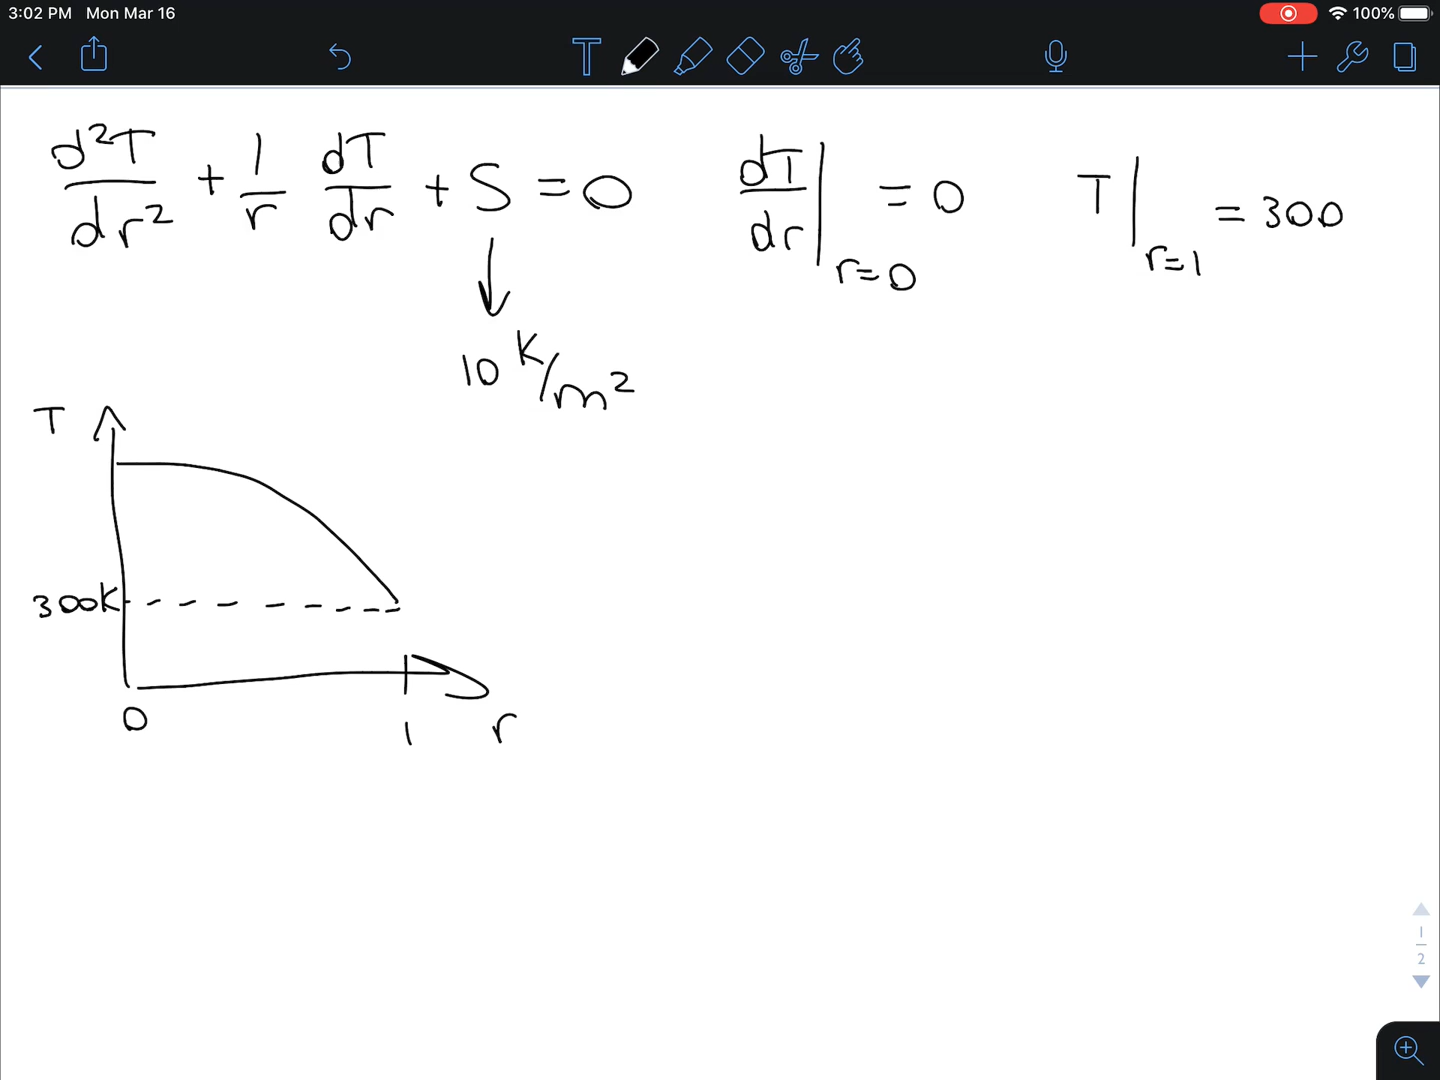 3:02 PM Mon Mar 16 100%
d²T/dr² + 1/r dT/dr + S = 0 dT/dr|r=0 = 0 T|r=1 = 300
10 K/m²
T
300K
0 1 r
1
2